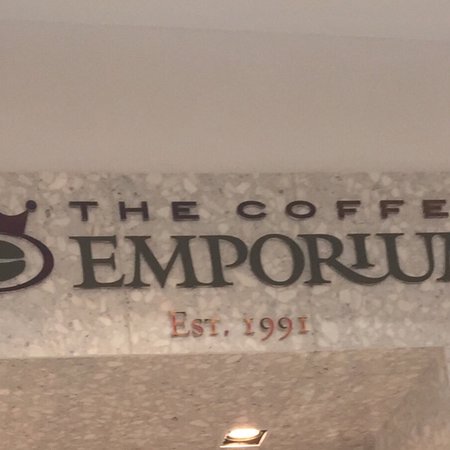 THE COFFE
EMPORIU
Est. 1991